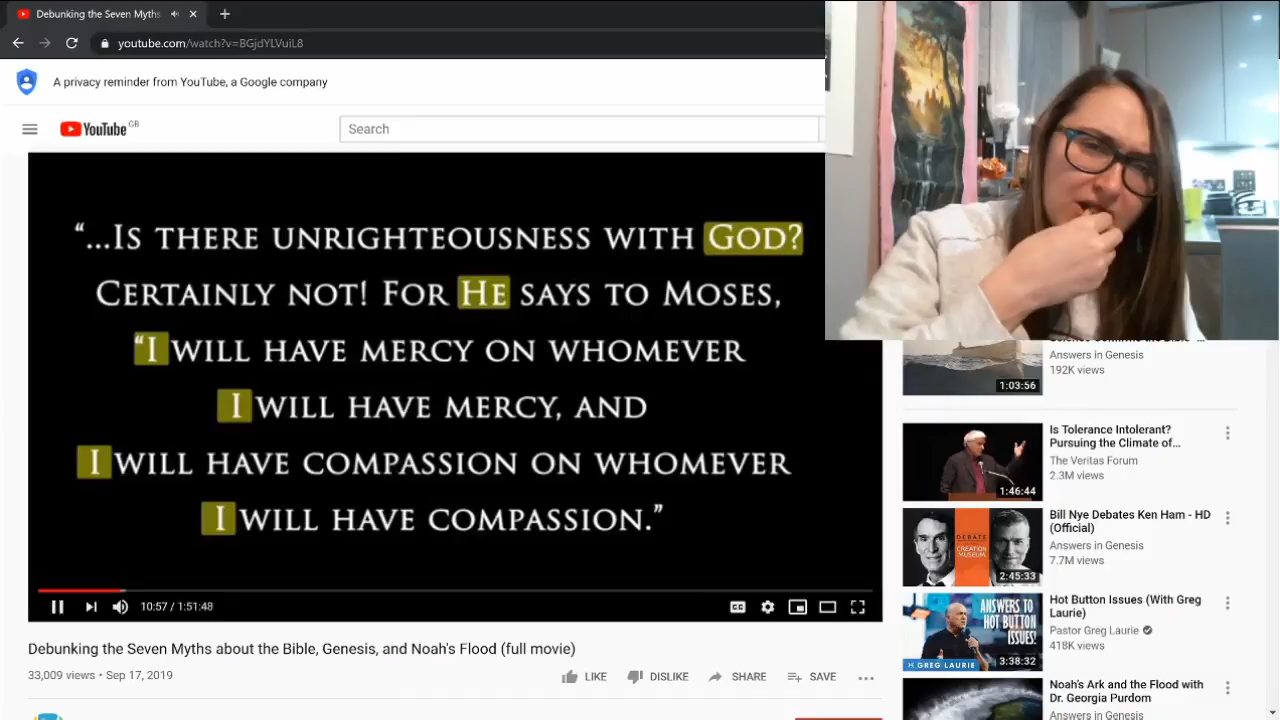 Debunking the Seven Myths
youtube.com/watch?v=BGjdYLVuiL8
A privacy reminder from YouTube, a Google company
YouTube GB
Search
“...Is there unrighteousness with God?
Certainly not! For He says to Moses,
“I will have mercy on whomever
I will have mercy, and
I will have compassion on whomever
I will have compassion.”
10:57 / 1:51:48
CC
Debunking the Seven Myths about the Bible, Genesis, and Noah's Flood (full movie)
33,009 views • Sep 17, 2019
LIKE
DISLIKE
SHARE
SAVE
Answers in Genesis
192K views
1:03:56
Is Tolerance Intolerant?
Pursuing the Climate of...
The Veritas Forum
2.3M views
1:46:44
Bill Nye Debates Ken Ham - HD
(Official)
Answers in Genesis
7.7M views
DEBATE
CREATION
MUSEUM
2:45:33
Hot Button Issues (With Greg
Laurie)
Pastor Greg Laurie
418K views
ANSWERS TO
HOT BUTTON
ISSUES!
GREG LAURIE
3:38:32
Noah's Ark and the Flood with
Dr. Georgia Purdom
Answers in Genesis